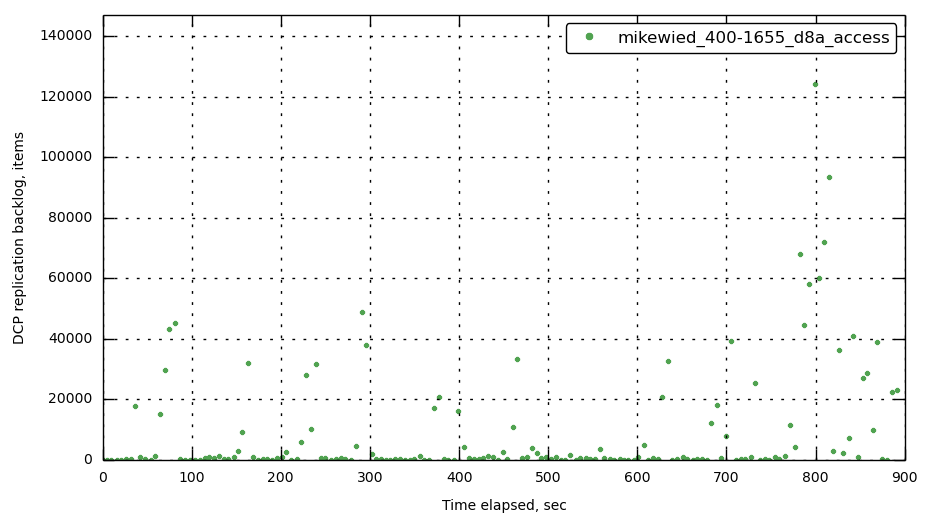 mikewied_400-1655_d8a_access
140000
120000
100000
80000
60000
40000
20000
0
DCP replication backlog, items
0 100 200 300 400 500 600 700 800 900
Time elapsed, sec